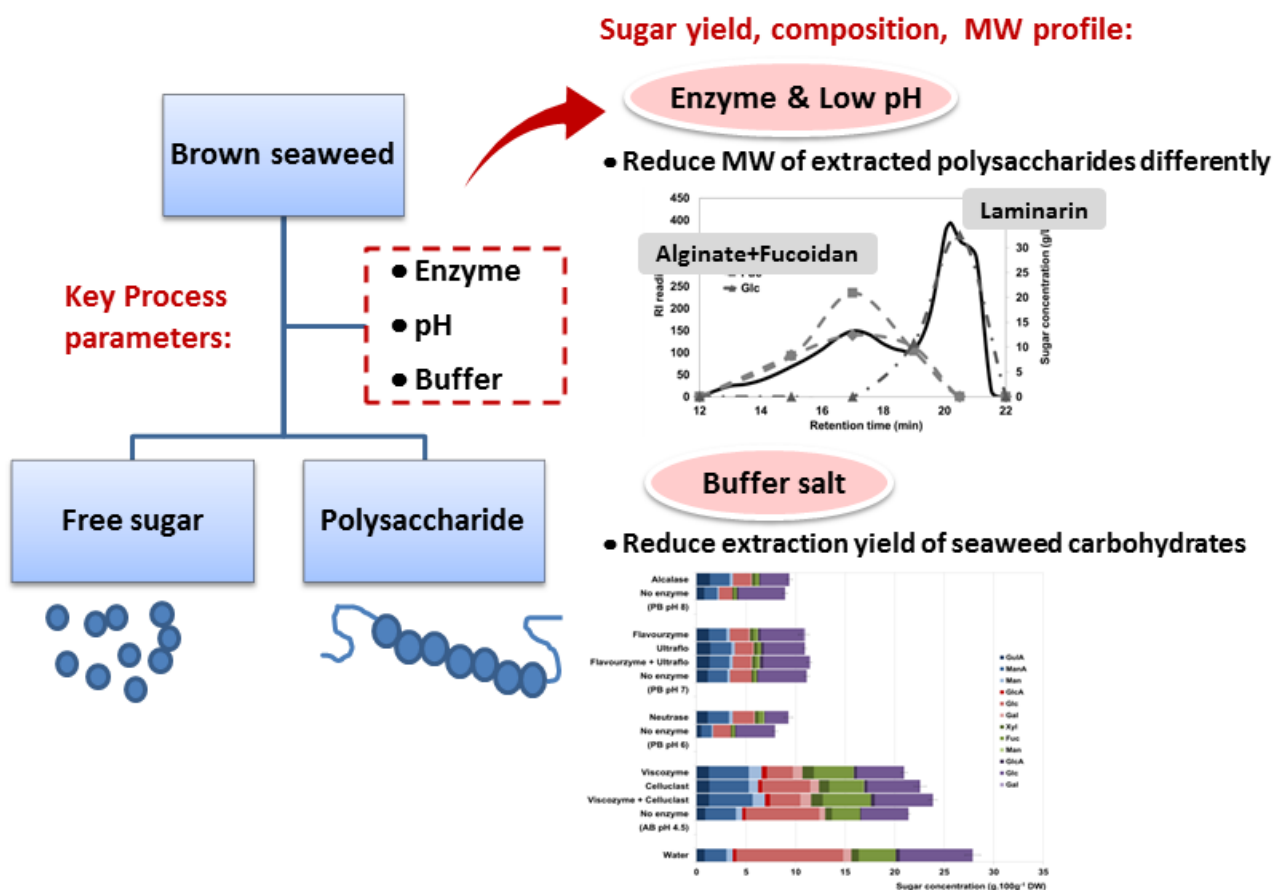 Sugar yield, composition, MW profile:
Enzyme & Low pH
Brown seaweed
• Reduce MW of extracted polysaccharides differently
450
400
250
200
150
100
50
0
Laminarin
Alginate+Fucoidan
Glc
30
25
20
15
10
5
0
Sugar concentration
12 14 16 18 20 22
Retention time (min)
Key Process
parameters:
• Enzyme
• pH
• Buffer
Free sugar
Polysaccharide
Buffer salt
• Reduce extraction yield of seaweed carbohydrates
Alcalase
No enzyme
(PB pH 8)
Flavourzyme
Ultraflo
Flavourzyme + Ultraflo
No enzyme
(PB pH 7)
Neutrase
No enzyme
(PB pH 6)
Viscozyme
Celluclast
Viscozyme + Celluclast
No enzyme
(AB pH 4.5)
Water
GulA
ManA
Man
GlcA
Glc
Gal
Xyl
Fuc
Man
GlcA
Glc
Gal
0 5 10 15 20 25 30 35
Sugar concentration (g.100g⁻¹ DW)